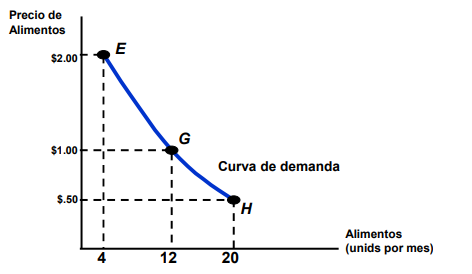 Precio de
Alimentos
E
$2.00
G
$1.00
Curva de demanda
$.50
H
Alimentos
(unids por mes)
4
12
20